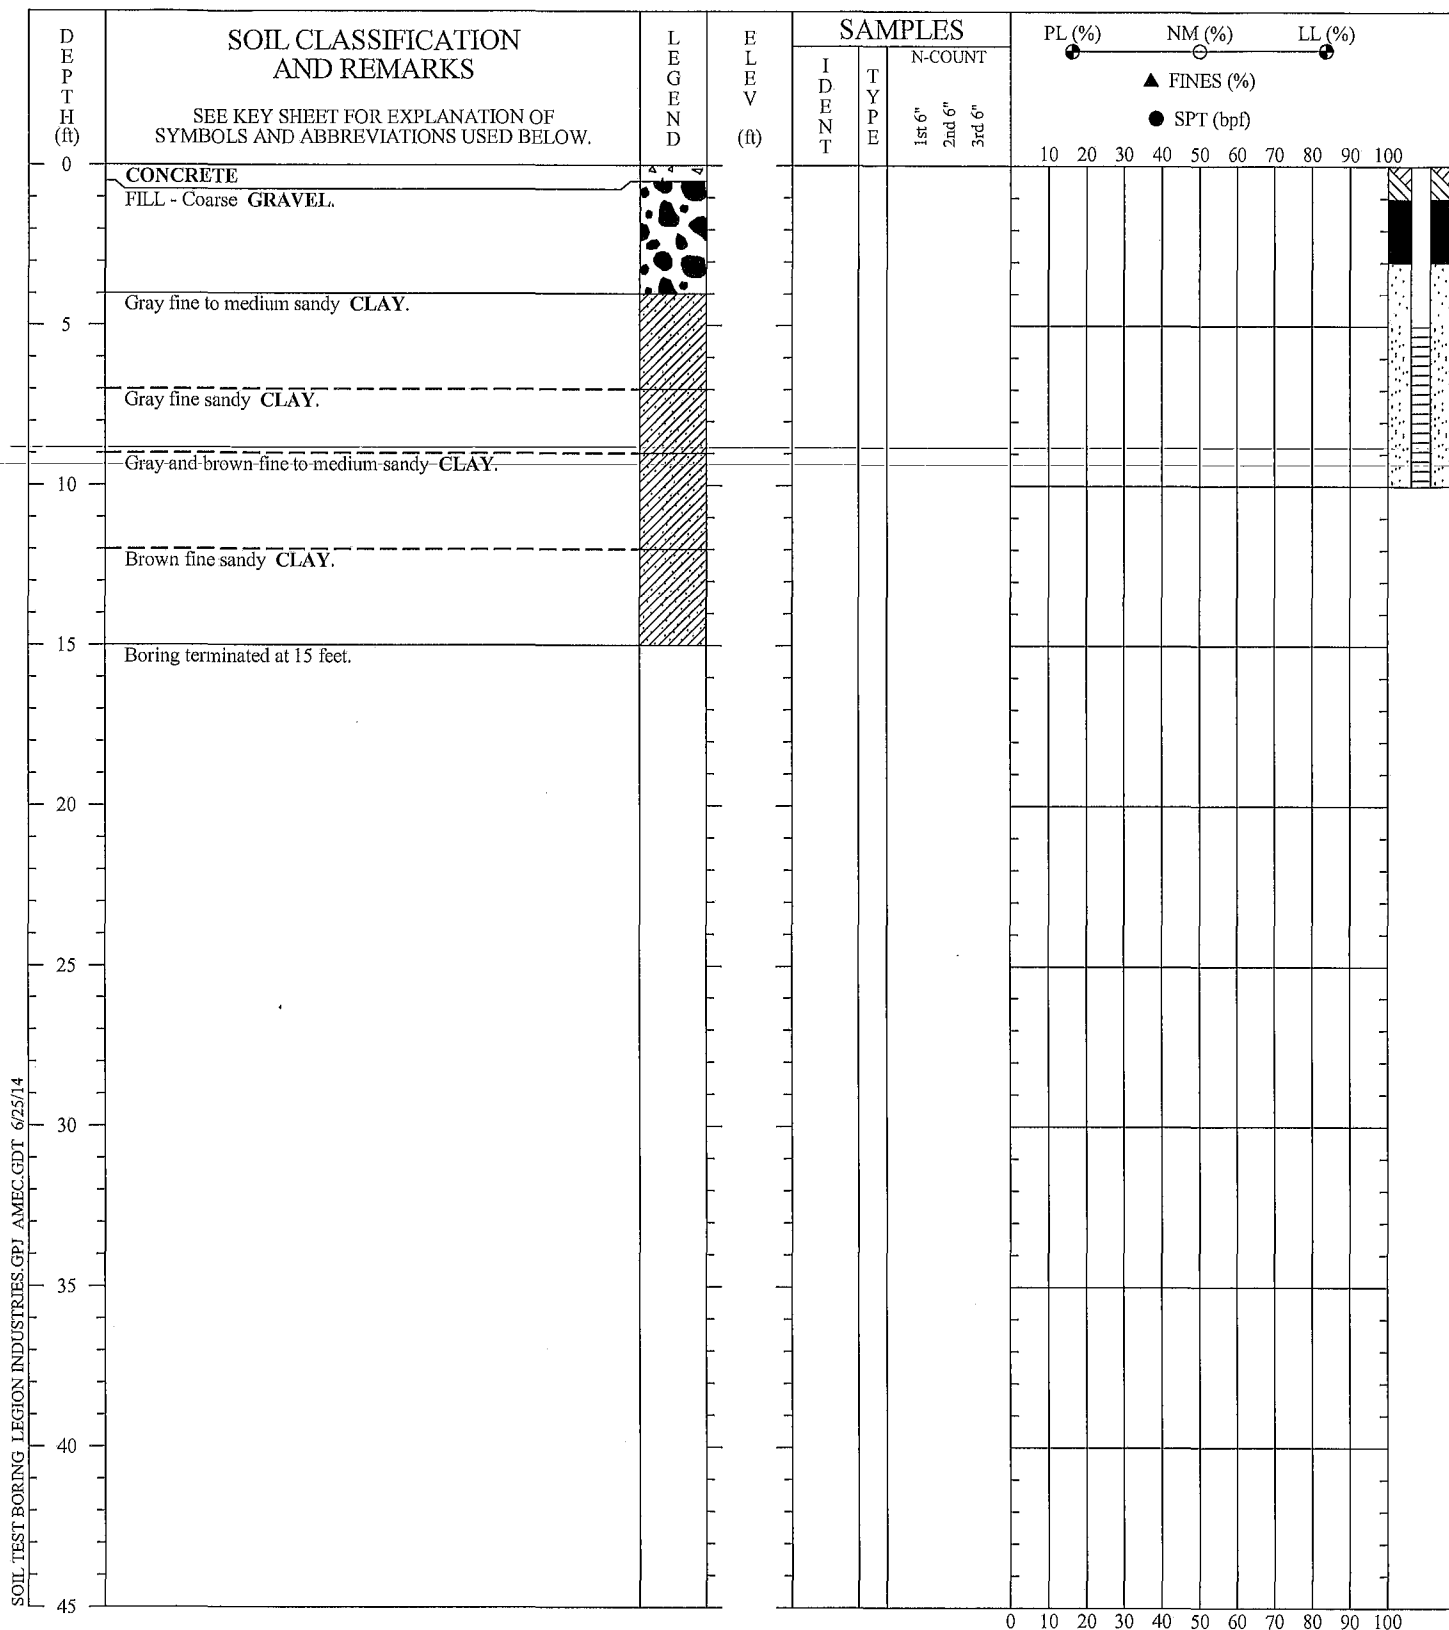 DEPTH (ft)
SOIL CLASSIFICATION
AND REMARKS
SEE KEY SHEET FOR EXPLANATION OF
SYMBOLS AND ABBREVIATIONS USED BELOW.
LEGEND
ELEV (ft)
SAMPLES
IDENT
TYPE
N-COUNT
1st 6"
2nd 6"
3rd 6"
PL (%) NM (%) LL (%)
FINES (%)
SPT (bpf)
10 20 30 40 50 60 70 80 90 100
0
CONCRETE
FILL - Coarse GRAVEL.
Gray fine to medium sandy CLAY.
5
Gray fine sandy CLAY.
Gray and brown fine to medium sandy CLAY.
10
Brown fine sandy CLAY.
15
Boring terminated at 15 feet.
20
25
30
35
40
45
0 10 20 30 40 50 60 70 80 90 100
SOIL TEST BORING LEGION INDUSTRIES.GPJ AMEC.GDT 6/25/14